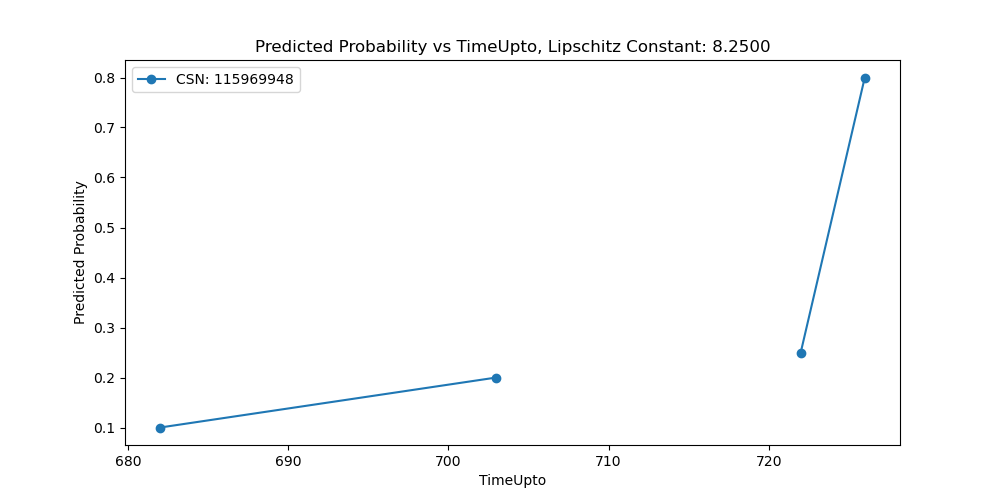 Predicted Probability vs TimeUpto, Lipschitz Constant: 8.2500
CSN: 115969948
Predicted Probability
0.8
0.7
0.6
0.5
0.4
0.3
0.2
0.1
680 690 700 710 720
TimeUpto